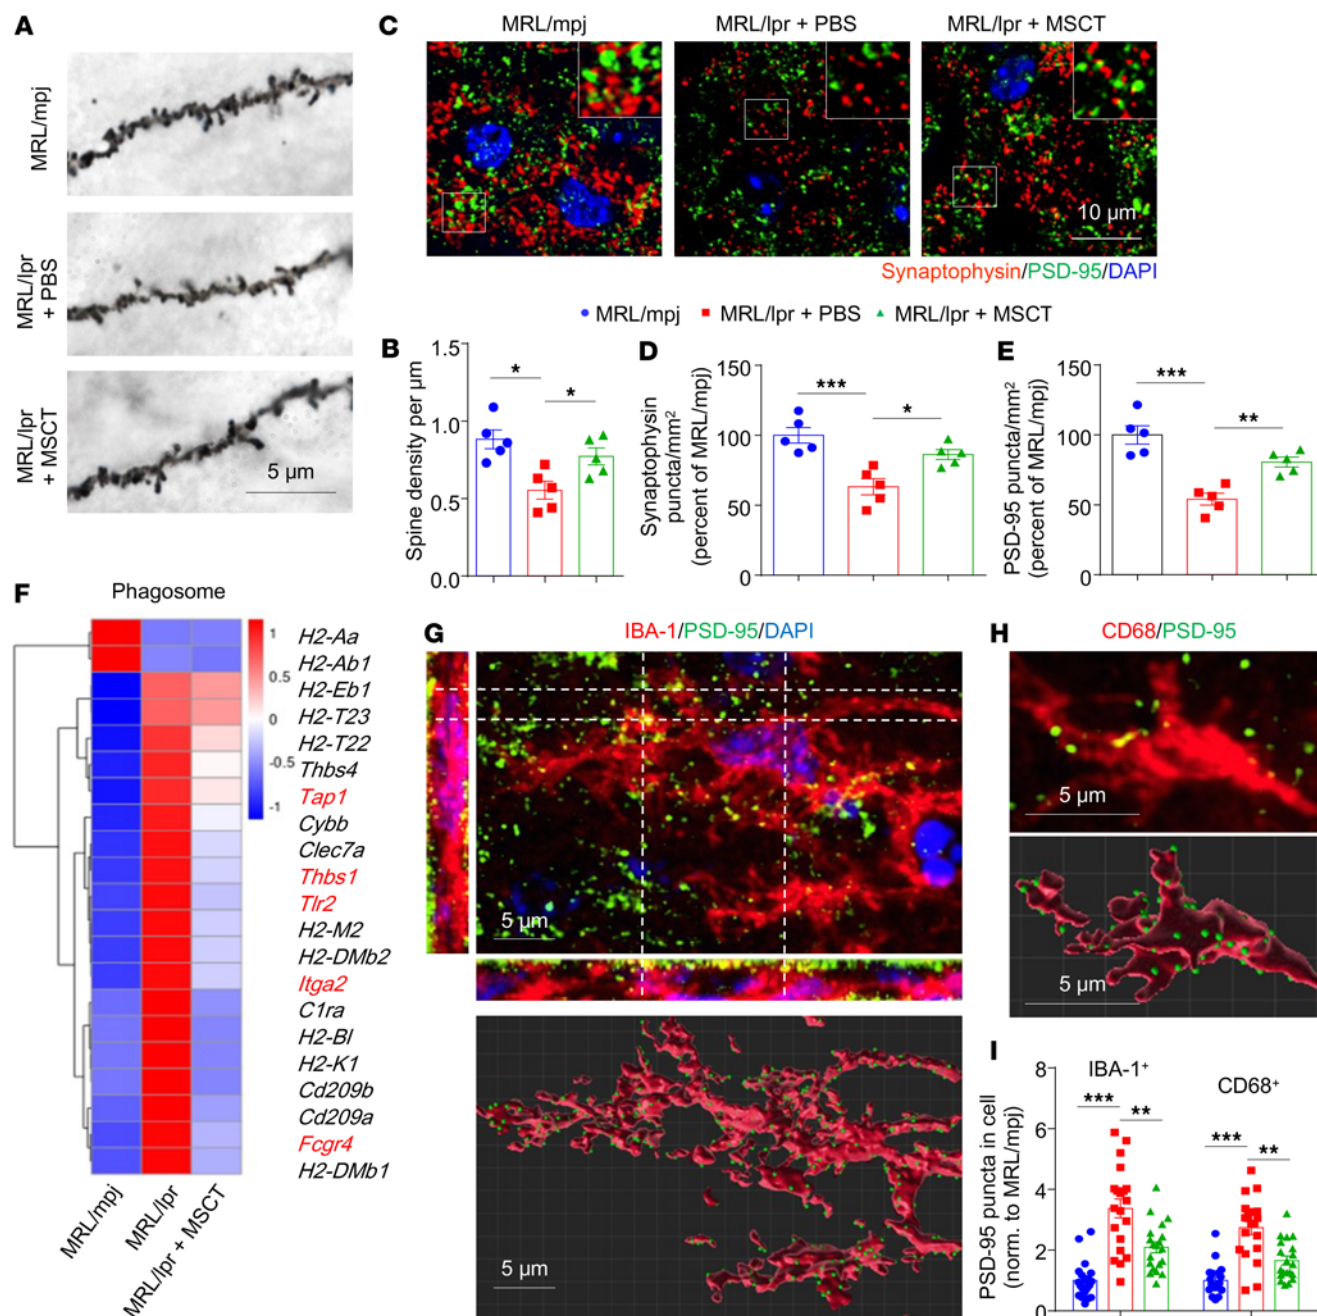 A
MRL/mpj
MRL/lpr
+ PBS
MRL/lpr
+ MSCT
5 µm
C
MRL/mpj
MRL/lpr + PBS
MRL/lpr + MSCT
10 µm
Synaptophysin/PSD-95/DAPI
MRL/mpj
MRL/lpr + PBS
MRL/lpr + MSCT
B
Spine density per µm
1.5
1.0
0.5
0.0
*
*
D
Synaptophysin
puncta/mm²
(percent of MRL/mpj)
150
100
50
0
***
*
E
PSD-95 puncta/mm²
(percent of MRL/mpj)
150
100
50
0
***
**
F
Phagosome
1
0.5
0
-0.5
-1
H2-Aa
H2-Ab1
H2-Eb1
H2-T23
H2-T22
Thbs4
Tap1
Cybb
Clec7a
Thbs1
Tlr2
H2-M2
H2-DMb2
Itga2
C1ra
H2-Bl
H2-K1
Cd209b
Cd209a
Fcgr4
H2-DMb1
MRL/mpj
MRL/lpr
MRL/lpr + MSCT
G
IBA-1/PSD-95/DAPI
5 µm
5 µm
H
CD68/PSD-95
5 µm
5 µm
I
PSD-95 puncta in cell
(norm. to MRL/mpj)
8
6
4
2
0
IBA-1⁺
***
**
CD68⁺
***
**